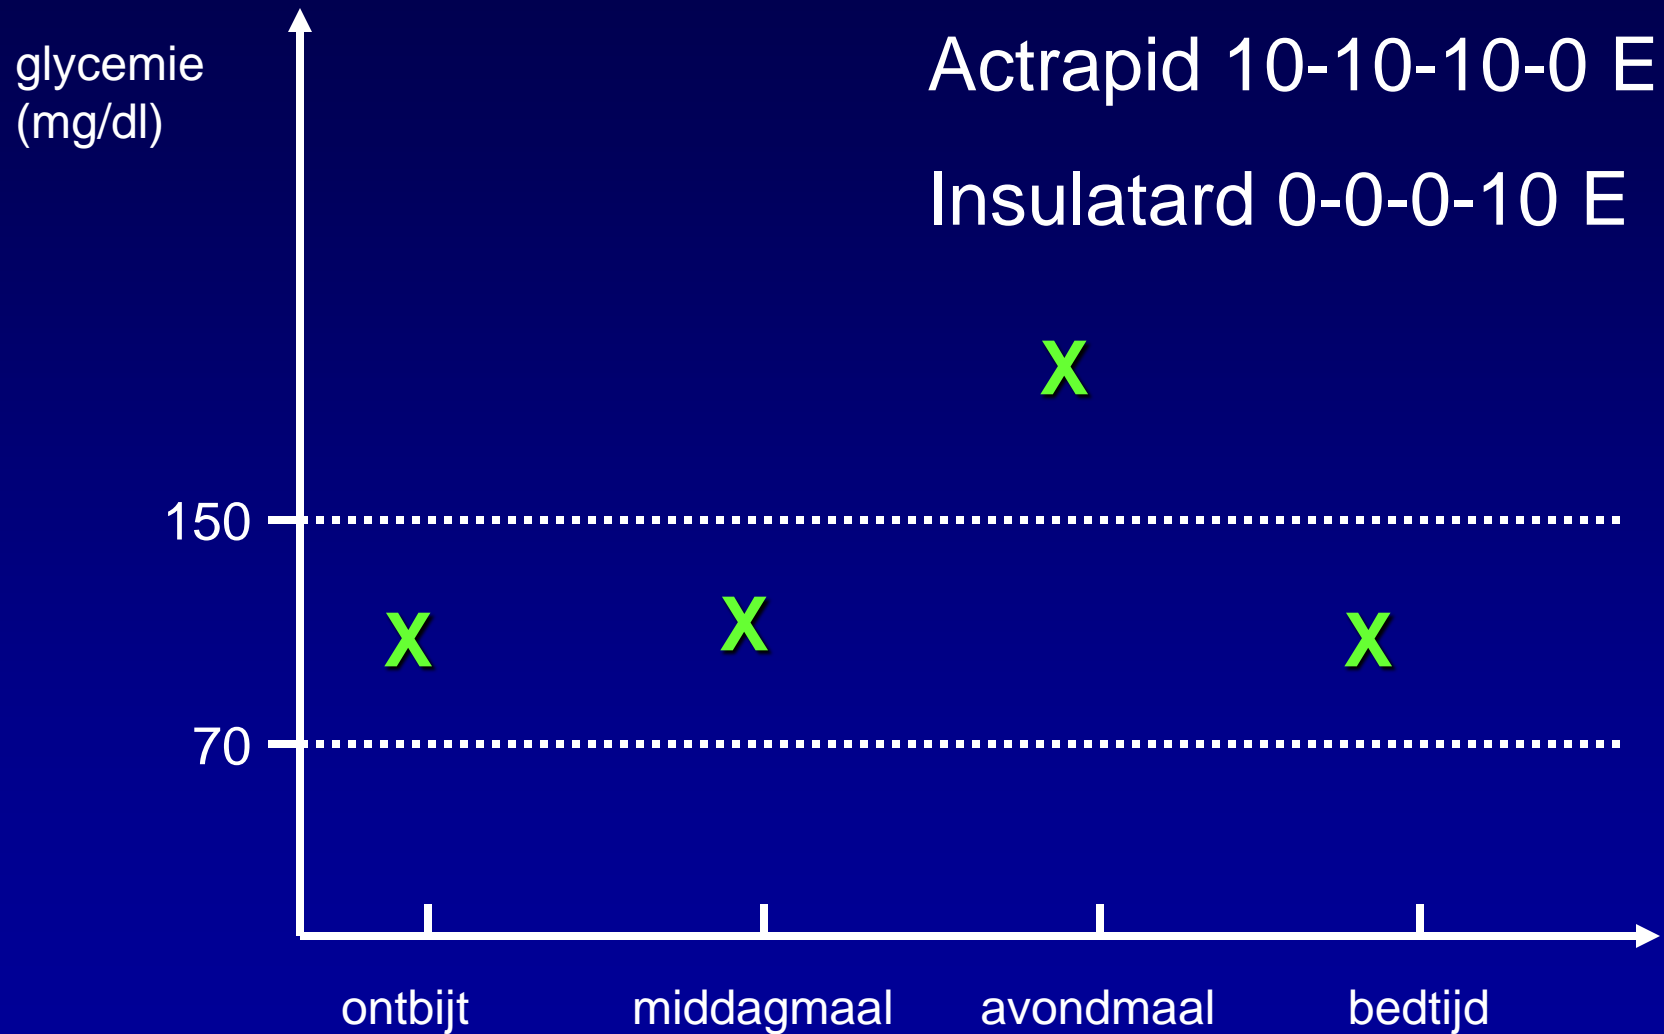 glycemie
(mg/dl)
Actrapid 10-10-10-0 E
Insulatard 0-0-0-10 E
X
150
X
X
X
70
ontbijt middagmaal avondmaal bedtijd